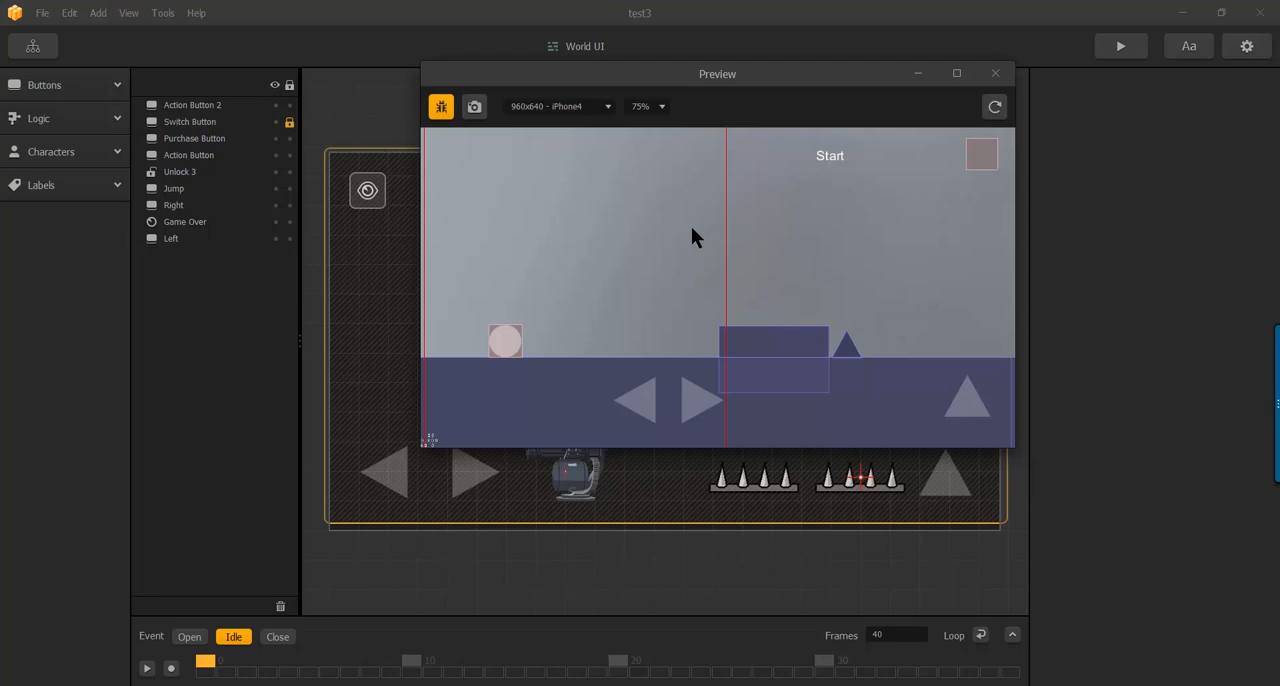 File Edit Add View Tools Help
test3
World UI
Aa
Buttons
Logic
Characters
Labels
Action Button 2
Switch Button
Purchase Button
Action Button
Unlock 3
Jump
Right
Game Over
Left
Preview
960x640 - iPhone4
75%
Start
Event Open Idle Close
Frames 40 Loop
0 10 20 30